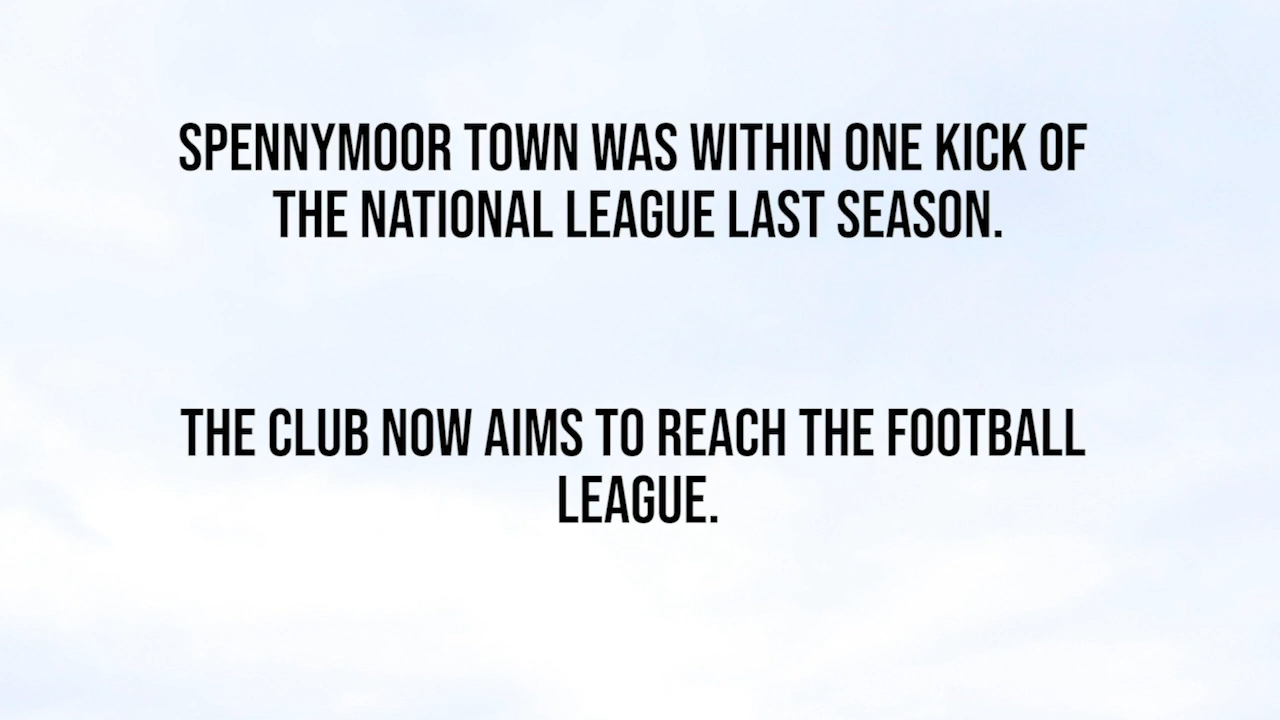 SPENNYMOOR TOWN WAS WITHIN ONE KICK OF
THE NATIONAL LEAGUE LAST SEASON.
THE CLUB NOW AIMS TO REACH THE FOOTBALL
LEAGUE.